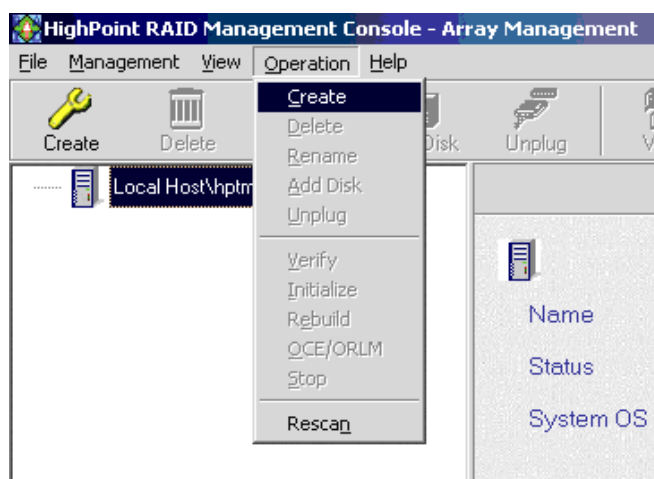 HighPoint RAID Management Console - Array Management
File Management View Operation Help
Create Delete Disk Unplug V
Local Host\hptm
Create
Delete
Rename
Add Disk
Unplug
Verify
Initialize
Rebuild
OCE/ORLM
Stop
Rescan
Name
Status
System OS